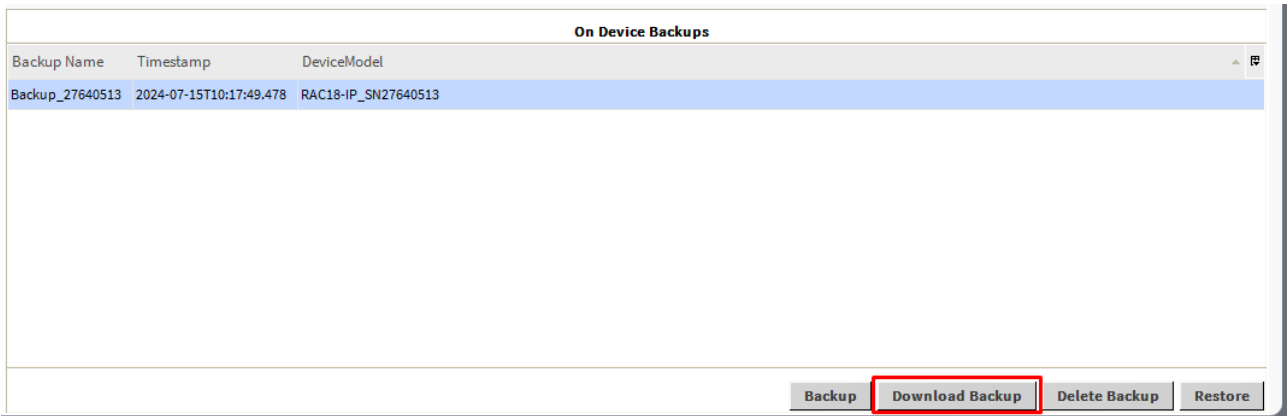 On Device Backups
Backup Name Timestamp DeviceModel
Backup_27640513 2024-07-15T10:17:49.478 RAC18-IP_SN27640513
Backup Download Backup Delete Backup Restore